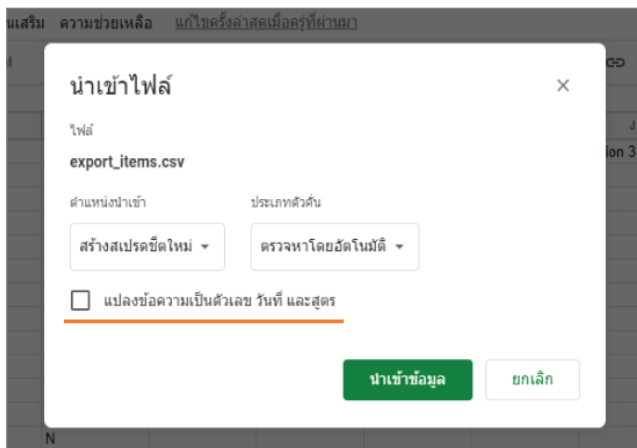 นเสริม ความช่วยเหลือ แก้ไขครั้งล่าสุดเมื่อครู่ที่ผ่านมา
นำเข้าไฟล์
J
ไฟล์
ion 3
export_items.csv
ตำแหน่งนำเข้า ประเภทตัวคั่น
สร้างสเปรดชีตใหม่ ตรวจหาโดยอัตโนมัติ
แปลงข้อความเป็นตัวเลข วันที่ และสูตร
นำเข้าข้อมูล ยกเลิก
N